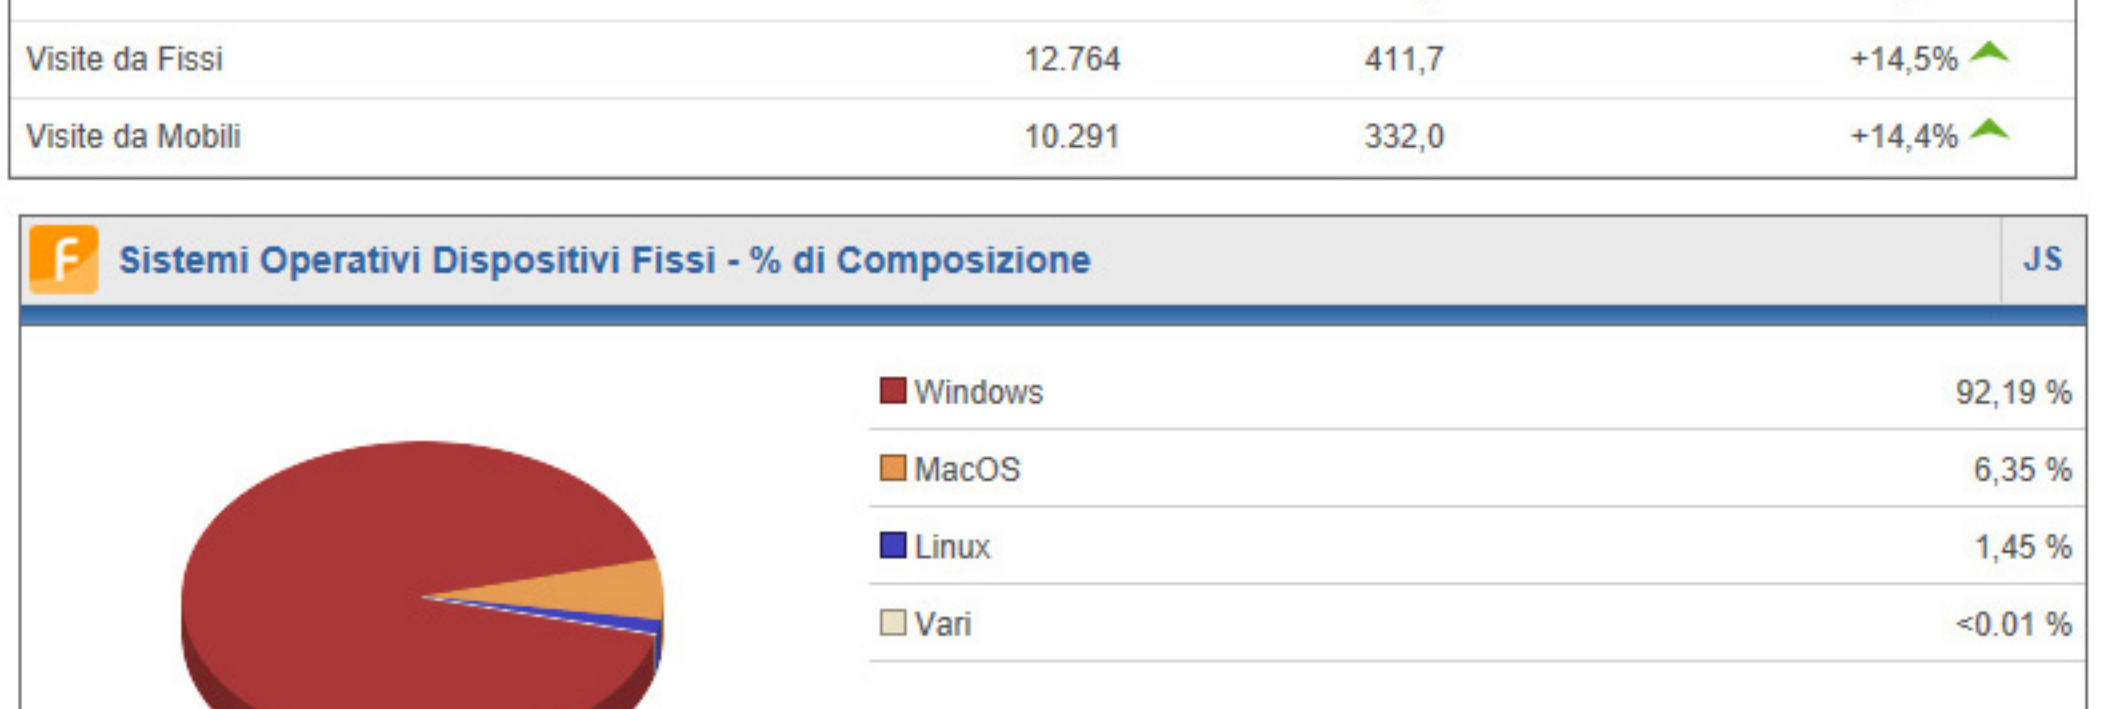 Visite da Fissi 12.764 411,7 +14,5%
Visite da Mobili 10.291 332,0 +14,4%
F Sistemi Operativi Dispositivi Fissi - % di Composizione JS
Windows 92,19 %
MacOS 6,35 %
Linux 1,45 %
Vari <0.01 %